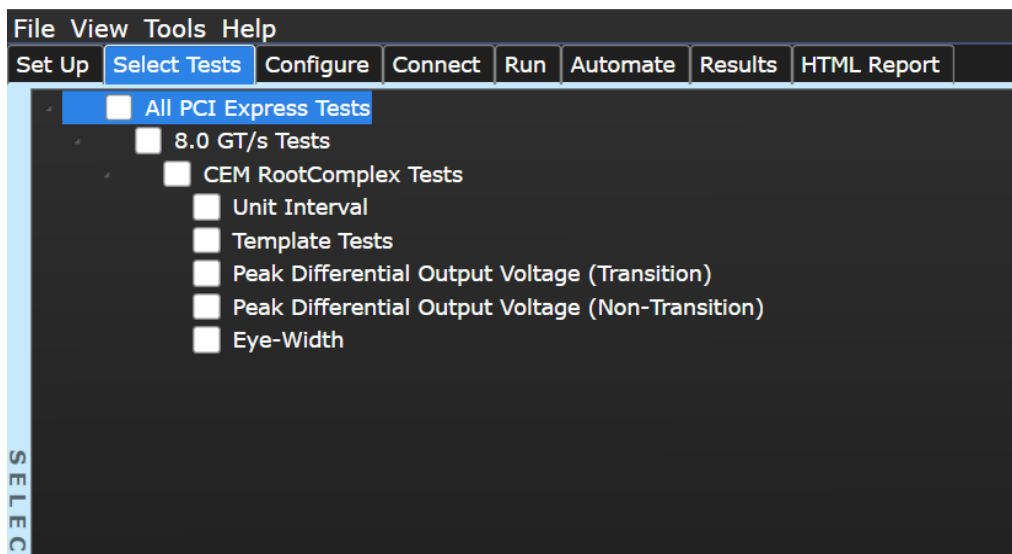 File View Tools Help
Set Up Select Tests Configure Connect Run Automate Results HTML Report
All PCI Express Tests
8.0 GT/s Tests
CEM RootComplex Tests
Unit Interval
Template Tests
Peak Differential Output Voltage (Transition)
Peak Differential Output Voltage (Non-Transition)
Eye-Width
SELEC